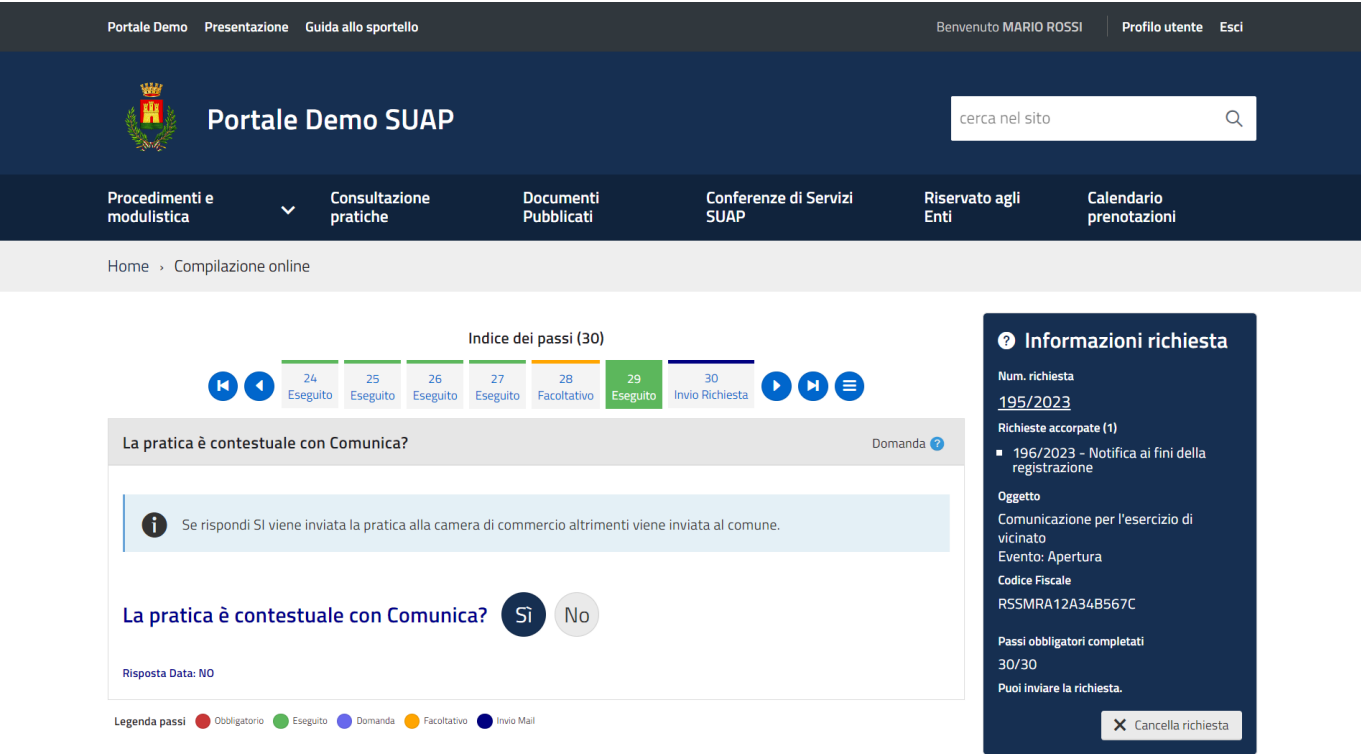 Portale Demo Presentazione Guida allo sportello
Benvenuto MARIO ROSSI Profilo utente Esci
Portale Demo SUAP
cerca nel sito
Procedimenti e modulistica
Consultazione pratiche
Documenti Pubblicati
Conferenze di Servizi SUAP
Riservato agli Enti
Calendario prenotazioni
Home › Compilazione online
Indice dei passi (30)
24 Eseguito
25 Eseguito
26 Eseguito
27 Eseguito
28 Facoltativo
29 Eseguito
30 Invio Richiesta
La pratica è contestuale con Comunica?
Domanda ?
Se rispondi SI viene inviata la pratica alla camera di commercio altrimenti viene inviata al comune.
La pratica è contestuale con Comunica? Sì No
Risposta Data: NO
Legenda passi Obbligatorio Eseguito Domanda Facoltativo Invio Mail
? Informazioni richiesta
Num. richiesta
195/2023
Richieste accorpate (1)
196/2023 - Notifica ai fini della
registrazione
Oggetto
Comunicazione per l'esercizio di
vicinato
Evento: Apertura
Codice Fiscale
RSSMRA12A34B567C
Passi obbligatori completati
30/30
Puoi inviare la richiesta.
Cancella richiesta